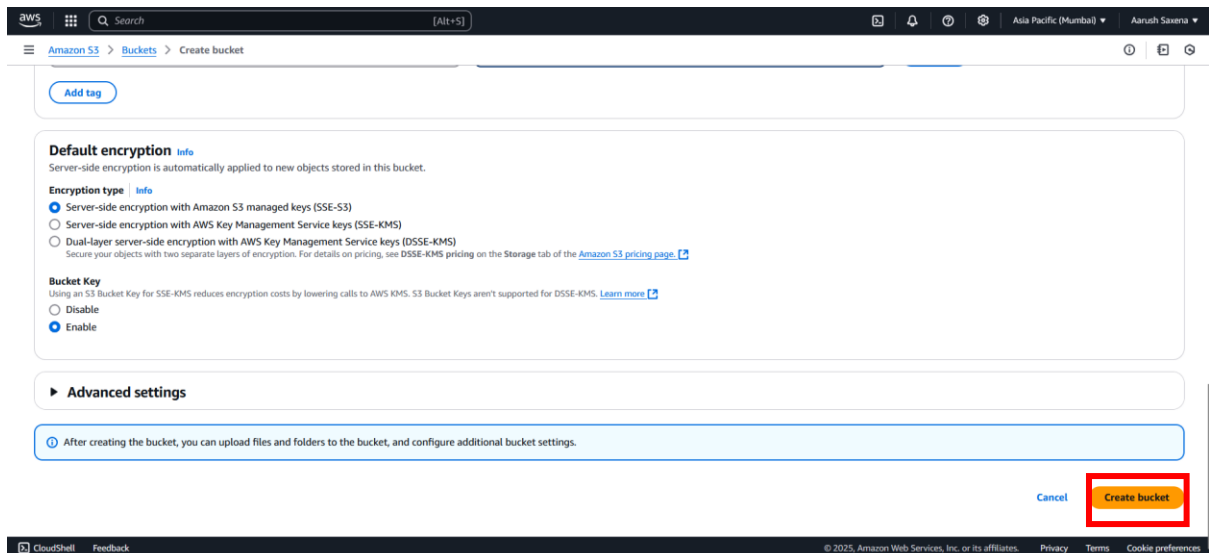 aws
Search [Alt+S] Asia Pacific (Mumbai) Aarush Saxena
Amazon S3 > Buckets > Create bucket
Add tag
Default encryption Info
Server-side encryption is automatically applied to new objects stored in this bucket.
Encryption type | Info
Server-side encryption with Amazon S3 managed keys (SSE-S3)
Server-side encryption with AWS Key Management Service keys (SSE-KMS)
Dual-layer server-side encryption with AWS Key Management Service keys (DSSE-KMS)
Secure your objects with two separate layers of encryption. For details on pricing, see DSSE-KMS pricing on the Storage tab of the Amazon S3 pricing page.
Bucket Key
Using an S3 Bucket Key for SSE-KMS reduces encryption costs by lowering calls to AWS KMS. S3 Bucket Keys aren't supported for DSSE-KMS. Learn more
Disable
Enable
Advanced settings
After creating the bucket, you can upload files and folders to the bucket, and configure additional bucket settings.
Cancel Create bucket
CloudShell Feedback © 2025, Amazon Web Services, Inc. or its affiliates. Privacy Terms Cookie preferences